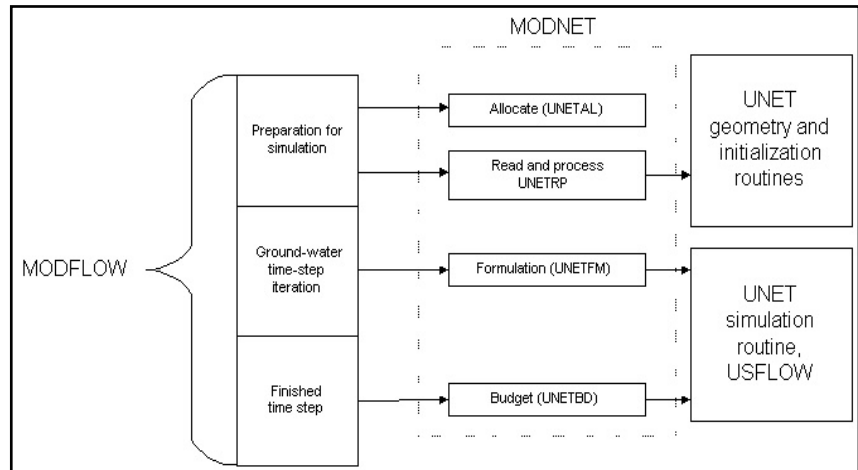 MODNET
MODFLOW
Preparation for
simulation
Ground-water
time-step
iteration
Finished
time step
Allocate (UNETAL)
Read and process
UNETRP
Formulation (UNETFM)
Budget (UNETBD)
UNET
geometry and
initialization
routines
UNET
simulation
routine,
USFLOW